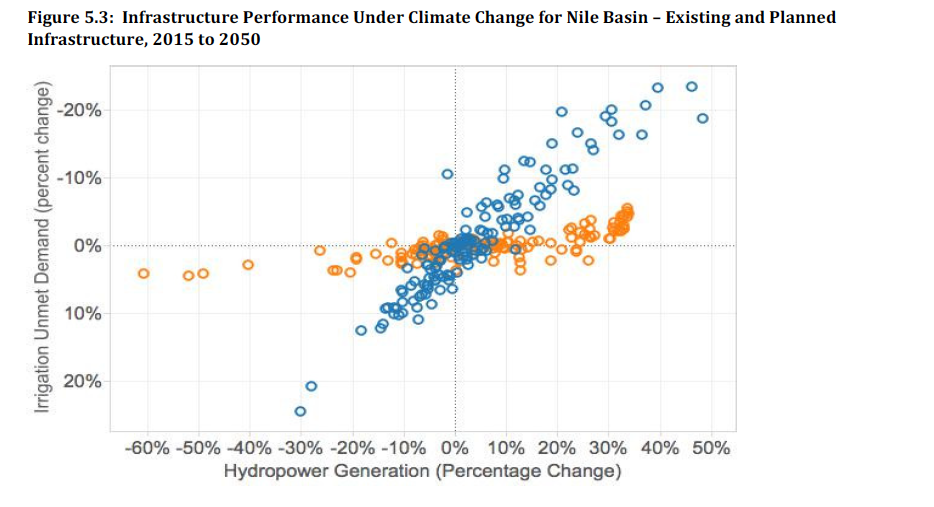 Figure 5.3: Infrastructure Performance Under Climate Change for Nile Basin – Existing and Planned
Infrastructure, 2015 to 2050
Irrigation Unmet Demand (percent change)
-20%
-10%
0%
10%
20%
-60% -50% -40% -30% -20% -10% 0% 10% 20% 30% 40% 50%
Hydropower Generation (Percentage Change)